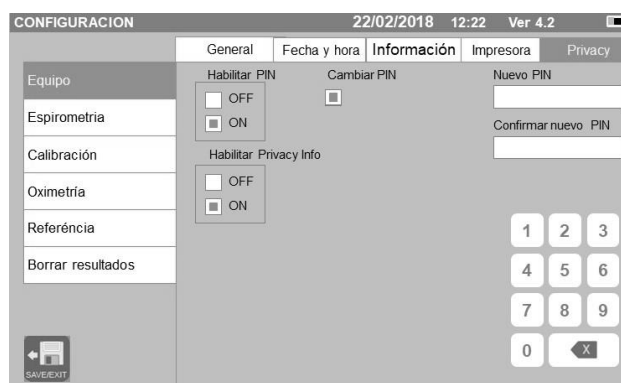 CONFIGURACION 22/02/2018 12:22 Ver 4.2
General Fecha y hora Información Impresora Privacy
Equipo
Espirometria
Calibración
Oximetría
Referéncia
Borrar resultados
Habilitar PIN Cambiar PIN Nuevo PIN
OFF
ON
Confirmar nuevo PIN
Habilitar Privacy Info
OFF
ON
1 2 3
4 5 6
7 8 9
0 X
SAVE/EXIT